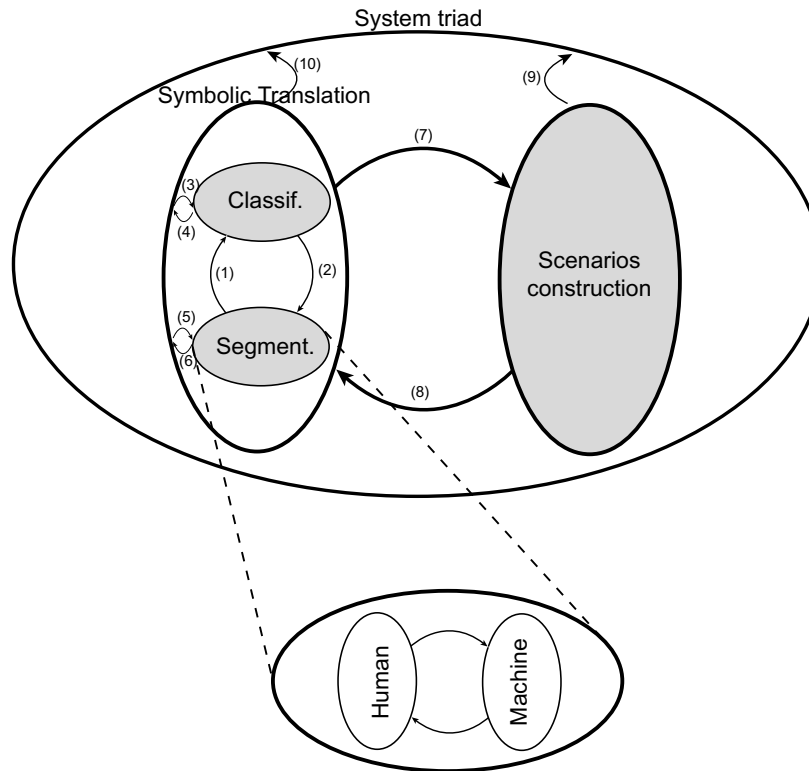 System triad
(10)
(9)
Symbolic Translation
(7)
(3)
Classif.
(4)
(1)
(2)
Scenarios
construction
(5)
Segment.
(6)
(8)
Human
Machine